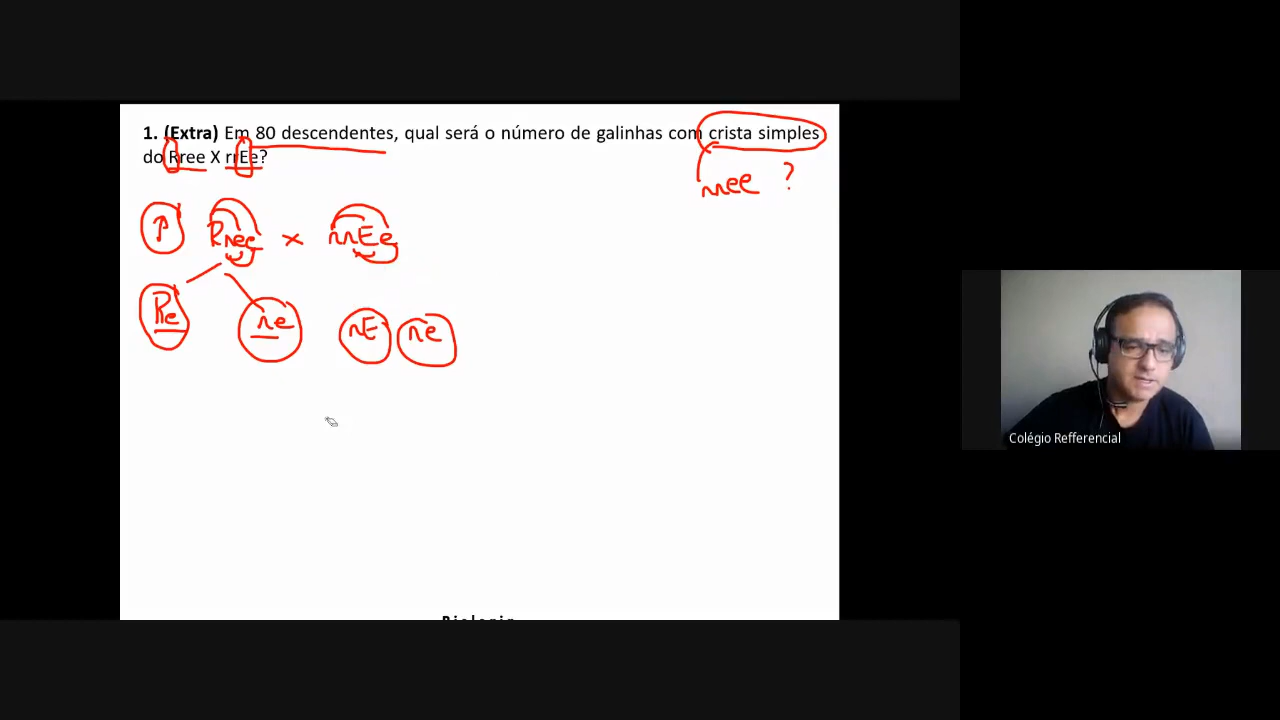 1. (Extra) Em 80 descendentes, qual será o número de galinhas com crista simples
do Rree X rrEe?
rree ?
P Rree × rrEe
Re re rE re
Colégio Refferencial